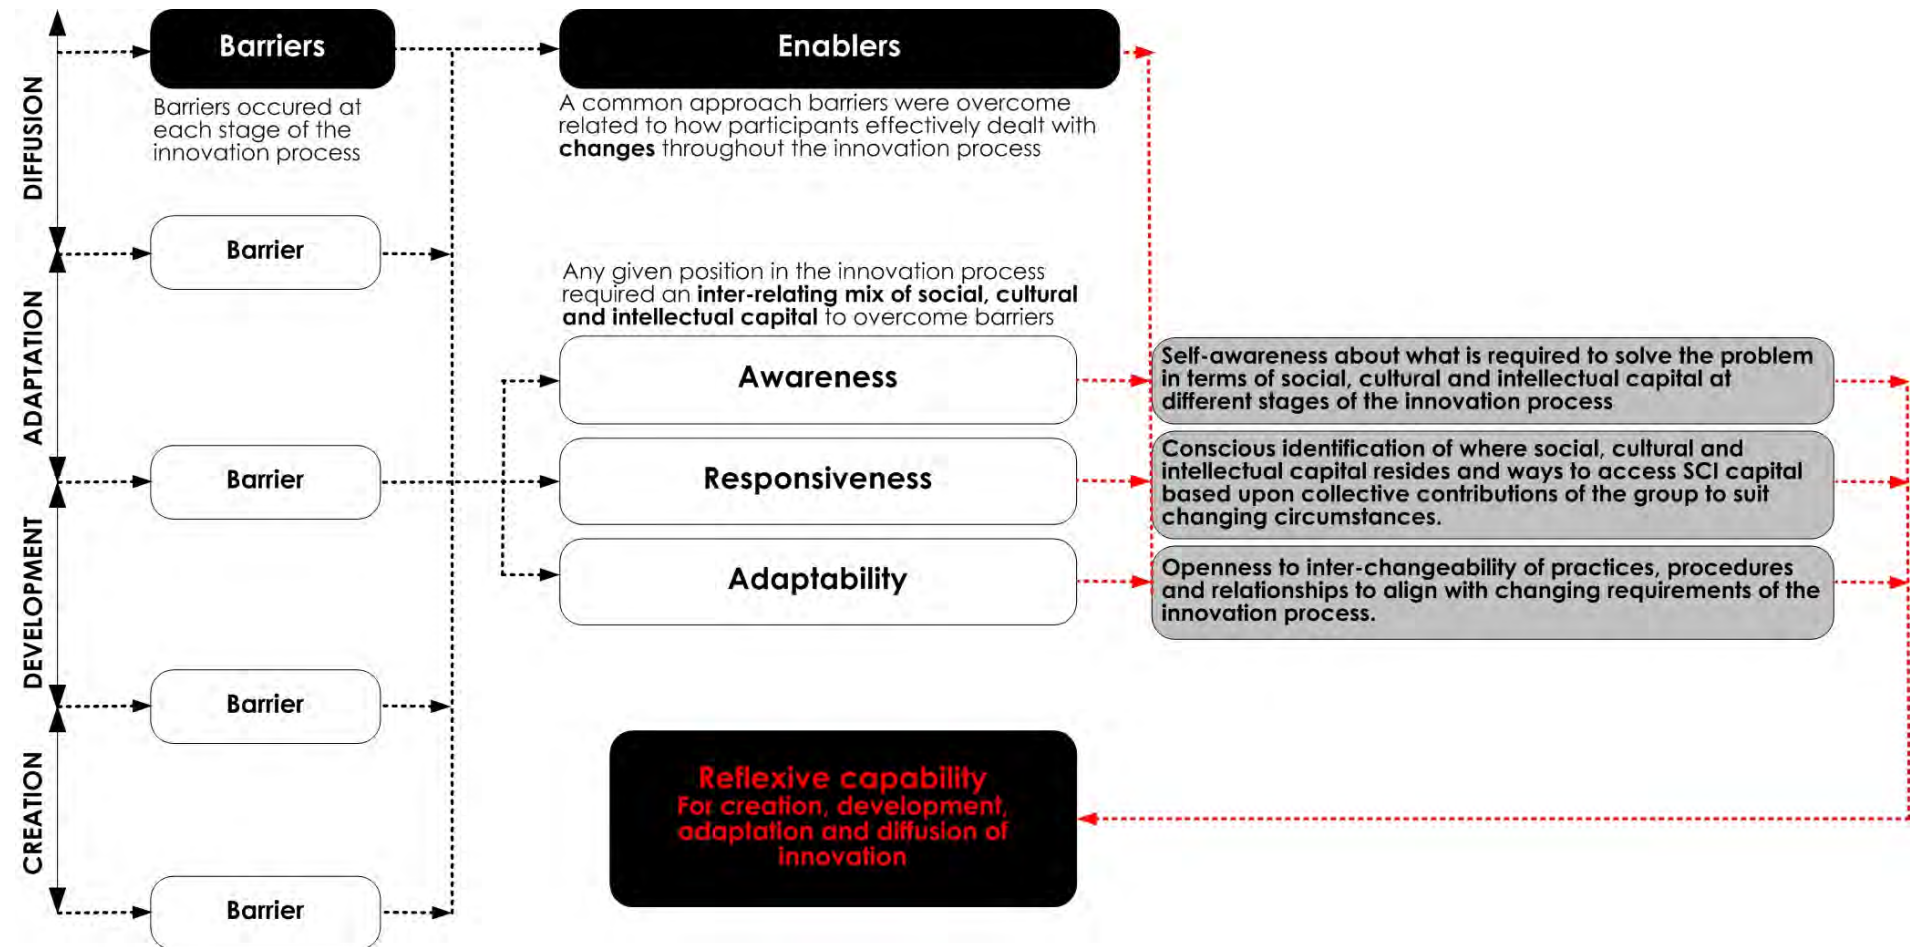 DIFFUSION
ADAPTATION
DEVELOPMENT
CREATION
Barriers
Barriers occured at
each stage of the
innovation process
Barrier
Barrier
Barrier
Barrier
Enablers
A common approach barriers were overcome
related to how participants effectively dealt with
changes throughout the innovation process
Any given position in the innovation process
required an inter-relating mix of social, cultural
and intellectual capital to overcome barriers
Awareness
Responsiveness
Adaptability
Self-awareness about what is required to solve the problem
in terms of social, cultural and intellectual capital at
different stages of the innovation process
Conscious identification of where social, cultural and
intellectual capital resides and ways to access SCI capital
based upon collective contributions of the group to suit
changing circumstances.
Openness to inter-changeability of practices, procedures
and relationships to align with changing requirements of the
innovation process.
Reflexive capability
For creation, development,
adaptation and diffusion of
innovation